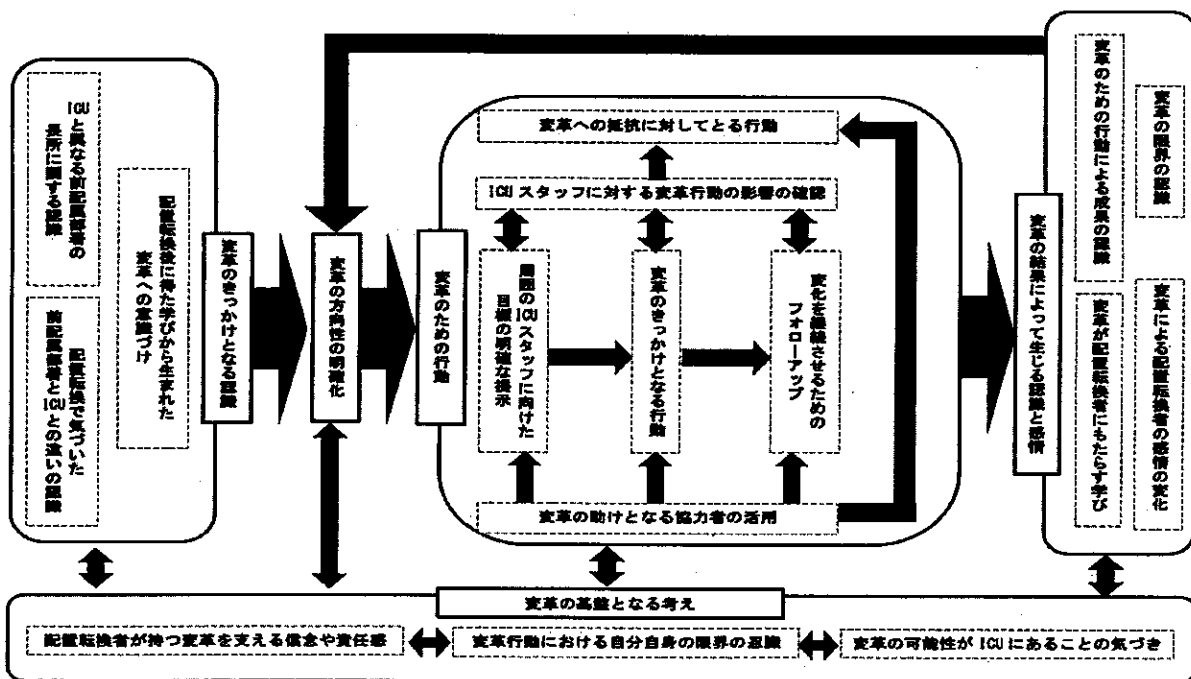 ICUと異なる前配属部署の
長所に関する認識
配置転換で気づいた
前配属部署とICUとの違いの認識
配置転換後に得た学びから生まれた
変革への意識づけ
変革のきっかけとなる認識
変革の方向性の明確化
変革のための行動
変革への抵抗に対してとる行動
ICUスタッフに対する変革行動の影響の確認
周囲のICUスタッフに向けた
目標の明確な提示
変革のきっかけとなる行動
変化を継続させるための
フォローアップ
変革の助けとなる協力者の活用
変革の結果によって生じる認識と感情
変革のための行動による成果の認識
変革の限界の認識
変革が配置転換者にもたらす学び
変革による配置転換者の感情の変化
変革の基盤となる考え
配置転換者が持つ変革を支える信念や責任感
変革行動における自分自身の限界の認識
変革の可能性がICUにあることの気づき